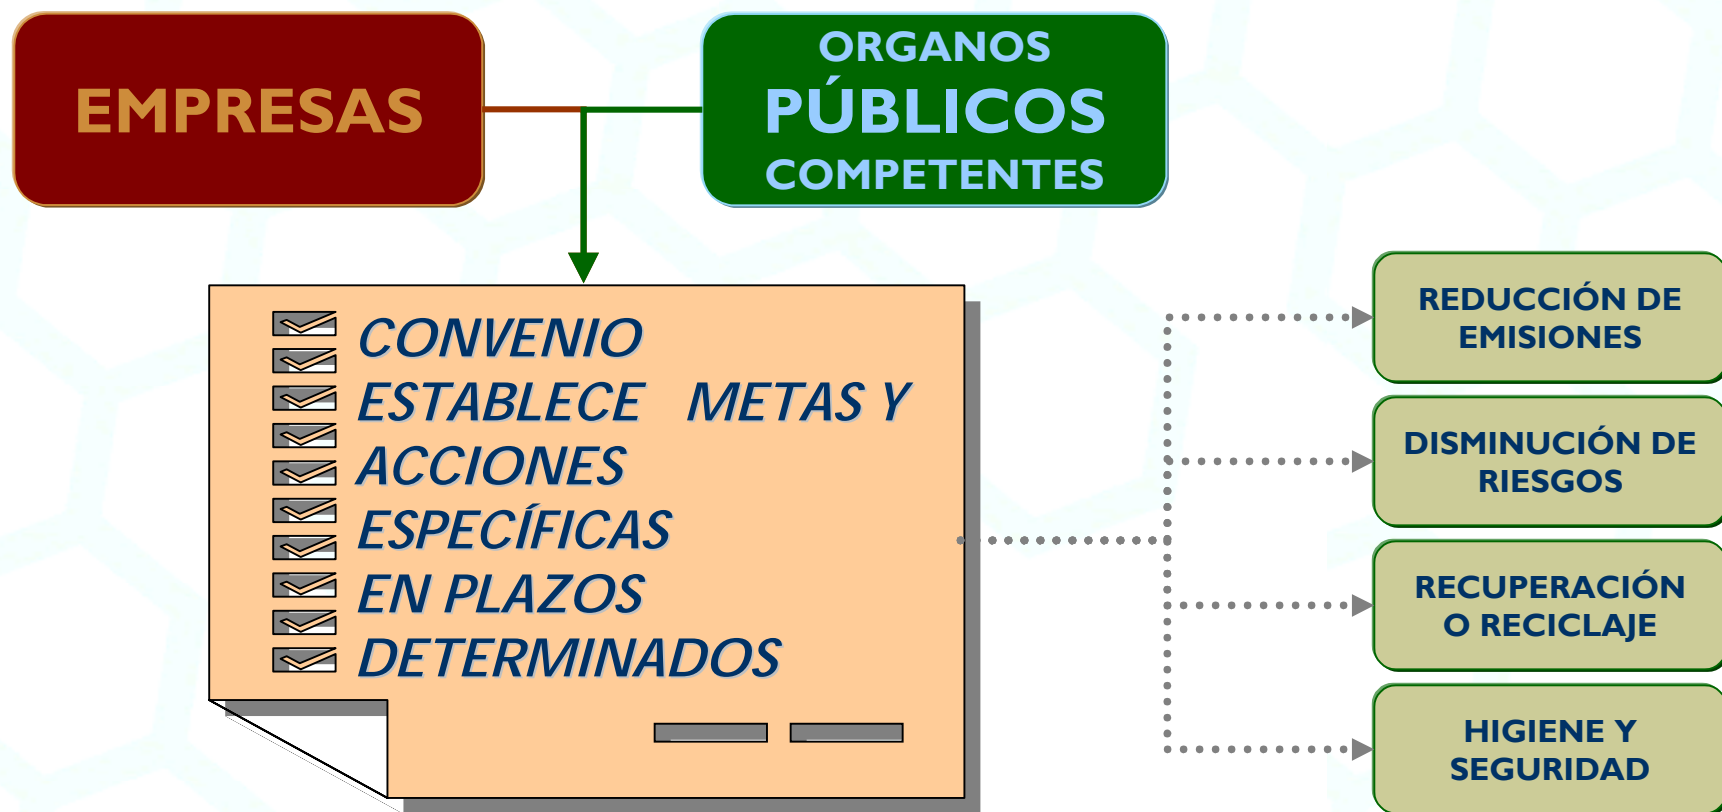 EMPRESAS
ORGANOS
PÚBLICOS
COMPETENTES
CONVENIO
ESTABLECE METAS Y
ACCIONES
ESPECÍFICAS
EN PLAZOS
DETERMINADOS
REDUCCIÓN DE
EMISIONES
DISMINUCIÓN DE
RIESGOS
RECUPERACIÓN
O RECICLAJE
HIGIENE Y
SEGURIDAD